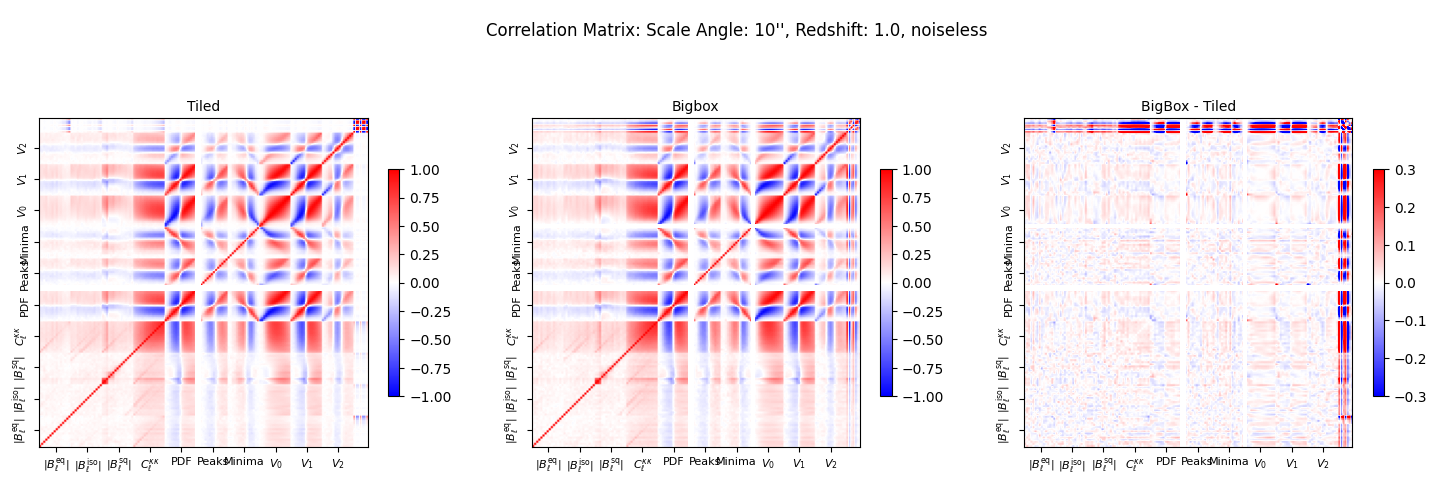 Correlation Matrix: Scale Angle: 10'', Redshift: 1.0, noiseless
Tiled
V₂
V₁
V₀
Minima
Peaks
PDF
C_ℓ^κκ
|B_ℓ^sq|
|B_ℓ^iso|
|B_ℓ^eq|
|B_ℓ^eq| |B_ℓ^iso| |B_ℓ^sq| C_ℓ^κκ PDF Peaks Minima V₀ V₁ V₂
1.00
0.75
0.50
0.25
0.00
−0.25
−0.50
−0.75
−1.00
Bigbox
V₂
V₁
V₀
Minima
Peaks
PDF
C_ℓ^κκ
|B_ℓ^sq|
|B_ℓ^iso|
|B_ℓ^eq|
|B_ℓ^eq| |B_ℓ^iso| |B_ℓ^sq| C_ℓ^κκ PDF Peaks Minima V₀ V₁ V₂
1.00
0.75
0.50
0.25
0.00
−0.25
−0.50
−0.75
−1.00
BigBox - Tiled
V₂
V₁
V₀
Minima
Peaks
PDF
C_ℓ^κκ
|B_ℓ^sq|
|B_ℓ^iso|
|B_ℓ^eq|
|B_ℓ^eq| |B_ℓ^iso| |B_ℓ^sq| C_ℓ^κκ PDF Peaks Minima V₀ V₁ V₂
0.3
0.2
0.1
0.0
−0.1
−0.2
−0.3